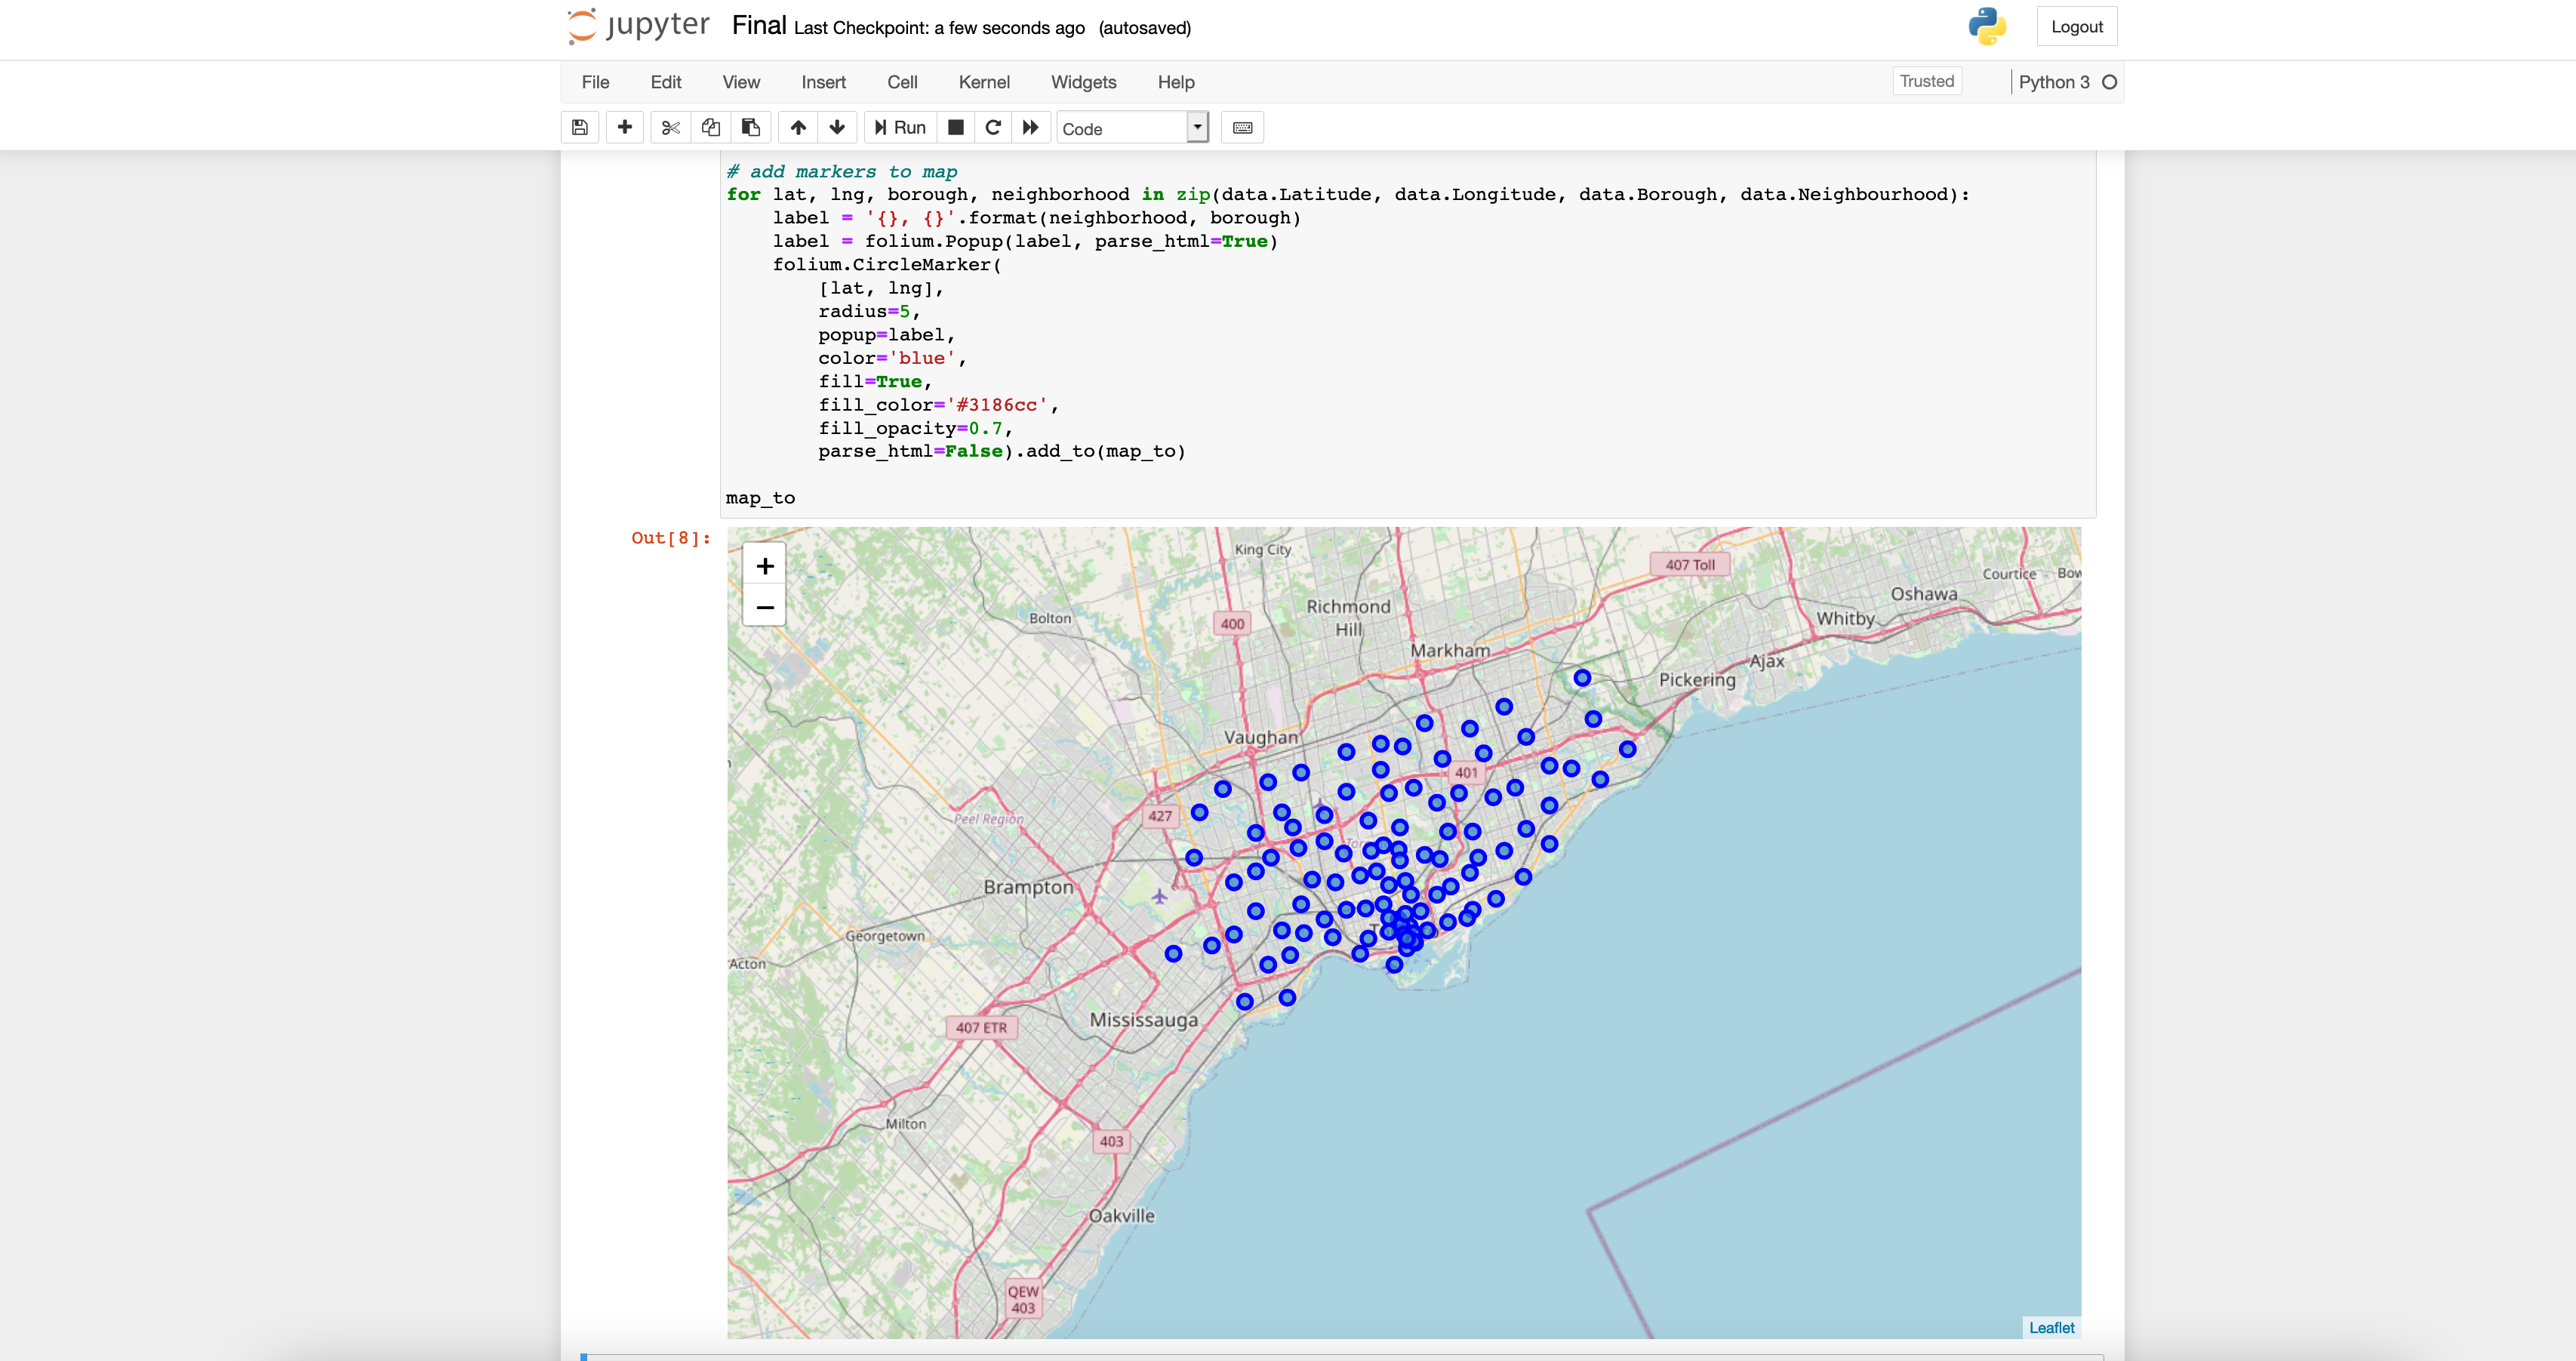 jupyter Final Last Checkpoint: a few seconds ago (autosaved) Logout
File Edit View Insert Cell Kernel Widgets Help Trusted Python 3
Run Code
# add markers to map
for lat, lng, borough, neighborhood in zip(data.Latitude, data.Longitude, data.Borough, data.Neighbourhood):
    label = '{}, {}'.format(neighborhood, borough)
    label = folium.Popup(label, parse_html=True)
    folium.CircleMarker(
        [lat, lng],
        radius=5,
        popup=label,
        color='blue',
        fill=True,
        fill_color='#3186cc',
        fill_opacity=0.7,
        parse_html=False).add_to(map_to)
map_to
Out[8]:
+
−
King City
407 Toll
Courtice
Bow
Oshawa
Richmond
Hill
Bolton
400
Whitby
Markham
Ajax
Pickering
Vaughan
401
427
Peel Region
Brampton
Georgetown
Acton
Mississauga
407 ETR
Milton
403
Oakville
QEW
403
Leaflet